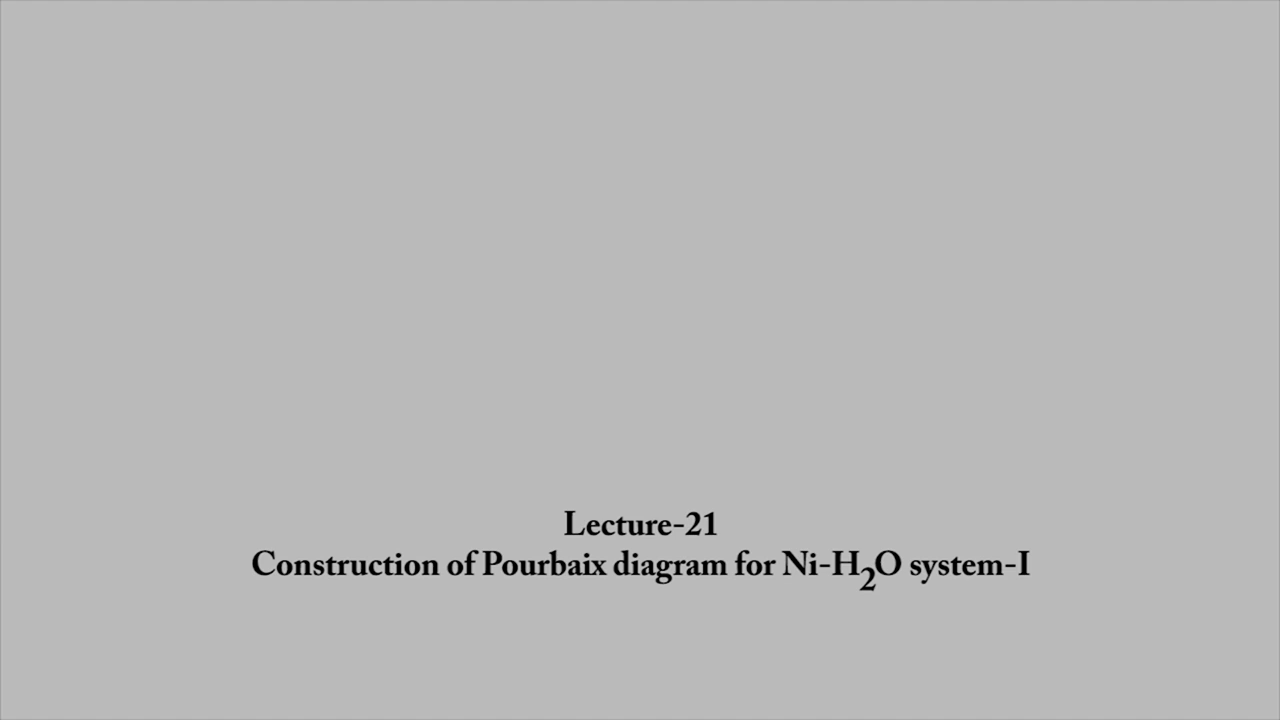 Lecture-21
Construction of Pourbaix diagram for Ni-H₂O system-I